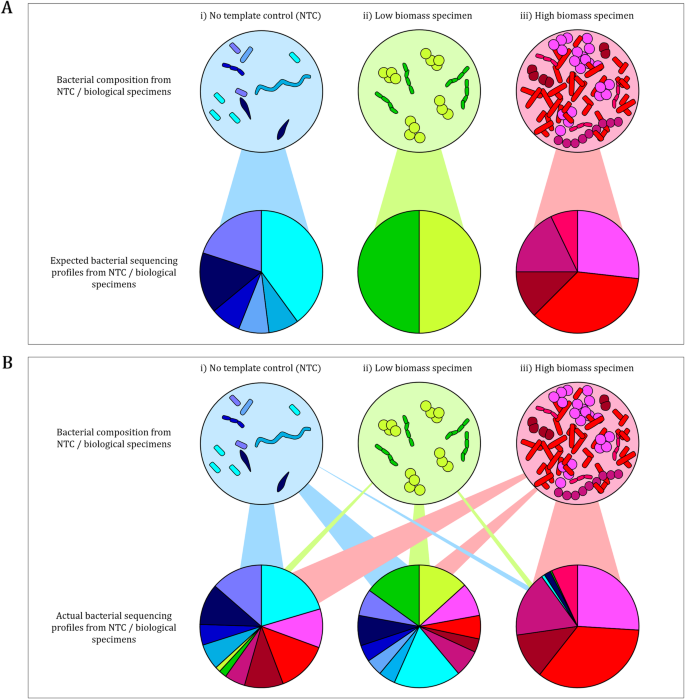 A
i) No template control (NTC)
ii) Low biomass specimen
iii) High biomass specimen
Bacterial composition from
NTC / biological specimens
Expected bacterial sequencing
profiles from NTC / biological
specimens
B
i) No template control (NTC)
ii) Low biomass specimen
iii) High biomass specimen
Bacterial composition from
NTC / biological specimens
Actual bacterial sequencing
profiles from NTC / biological
specimens